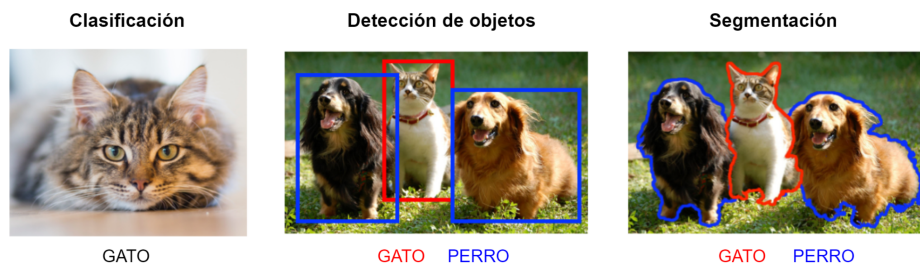 Clasificación
Detección de objetos
Segmentación
GATO
GATO PERRO
GATO PERRO